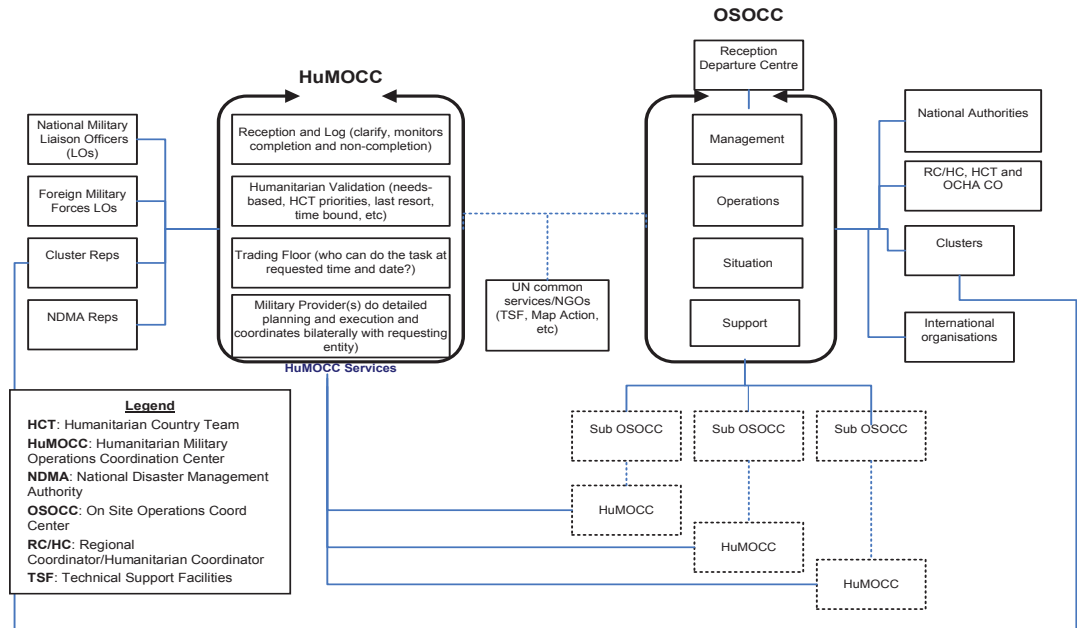 OSOCC
Reception
Departure Centre
HuMOCC
National Military
Liaison Officers
(LOs)
Foreign Military
Forces LOs
Cluster Reps
NDMA Reps
Reception and Log (clarify, monitors
completion and non-completion)
Humanitarian Validation (needs-
based, HCT priorities, last resort,
time bound, etc)
Trading Floor (who can do the task at
requested time and date?)
Military Provider(s) do detailed
planning and execution and
coordinates bilaterally with requesting
entity)
HuMOCC Services
UN common
services/NGOs
(TSF, Map Action,
etc)
Management
Operations
Situation
Support
National Authorities
RC/HC, HCT and
OCHA CO
Clusters
International
organisations
Sub OSOCC
Sub OSOCC
Sub OSOCC
HuMOCC
HuMOCC
HuMOCC
Legend
HCT: Humanitarian Country Team
HuMOCC: Humanitarian Military
Operations Coordination Center
NDMA: National Disaster Management
Authority
OSOCC: On Site Operations Coord
Center
RC/HC: Regional
Coordinator/Humanitarian Coordinator
TSF: Technical Support Facilities